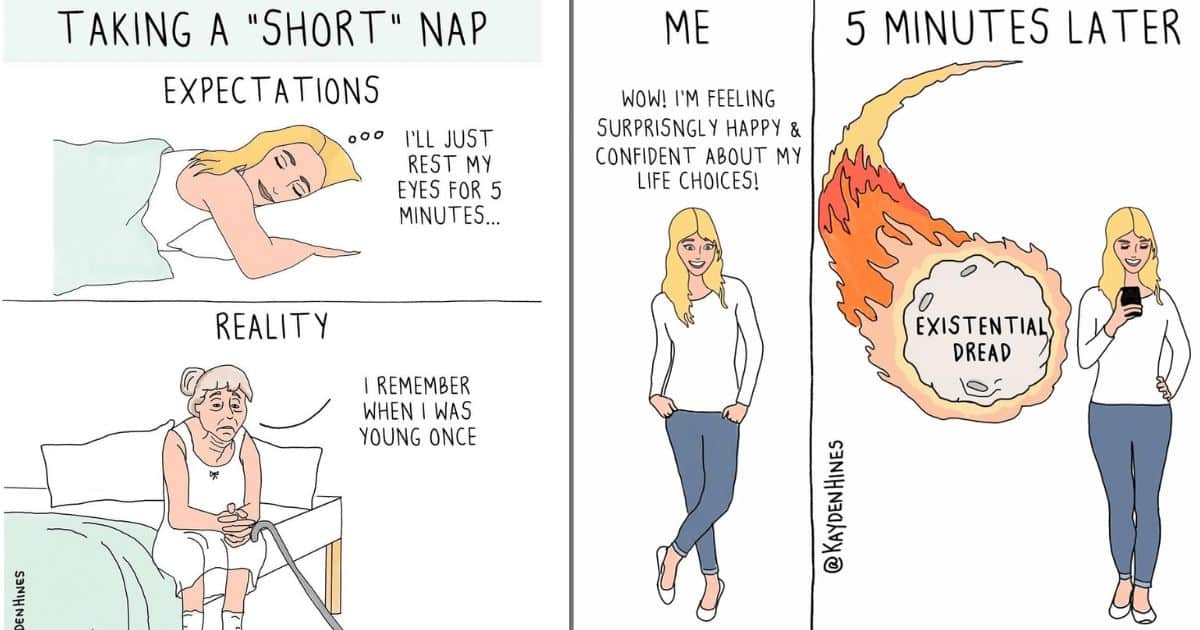 TAKING A "SHORT" NAP
EXPECTATIONS
I'LL JUST
REST MY
EYES FOR 5
MINUTES...
REALITY
I REMEMBER
WHEN I WAS
YOUNG ONCE
DENHINES
ME
WOW! I'M FEELING
SURPRISNGLY HAPPY &
CONFIDENT ABOUT MY
LIFE CHOICES!
5 MINUTES LATER
EXISTENTIAL
DREAD
@KAYDENHINES